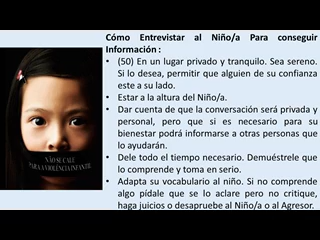 Cómo Entrevistar al Niño/a Para conseguir
Información :
• (50) En un lugar privado y tranquilo. Sea sereno.
Si lo desea, permitir que alguien de su confianza
este a su lado.
• Estar a la altura del Niño/a.
• Dar cuenta de que la conversación será privada y
personal, pero que si es necesario para su
bienestar podrá informarse a otras personas que
lo ayudarán.
• Dele todo el tiempo necesario. Demuéstrele que
lo comprende y toma en serio.
• Adapta su vocabulario al niño. Si no comprende
algo pídale que se lo aclare pero no critique,
haga juicios o desapruebe al Niño/a o al Agresor.
NÃO SE CALE
PARA A VIOLÊNCIA INFANTIL